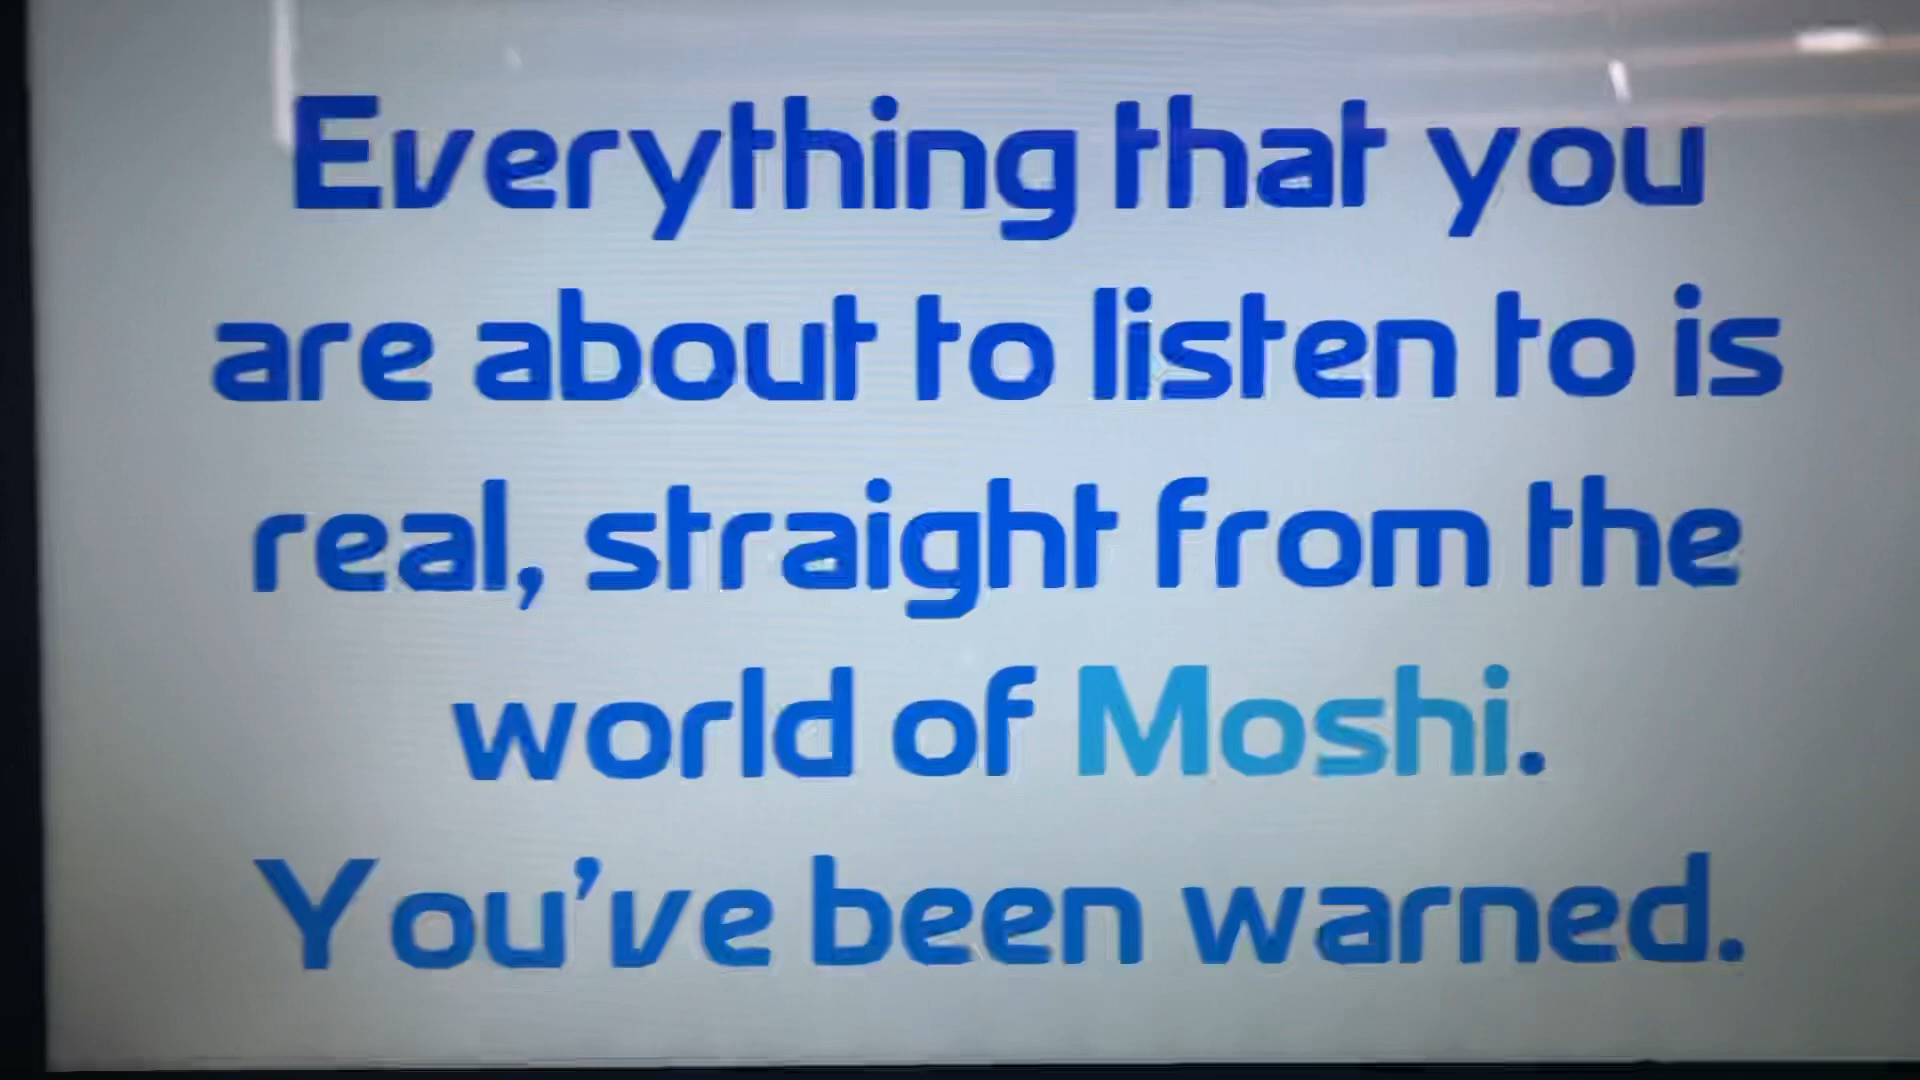 Everything that you
are about to listen to is
real, straight from the
world of Moshi.
You've been warned.